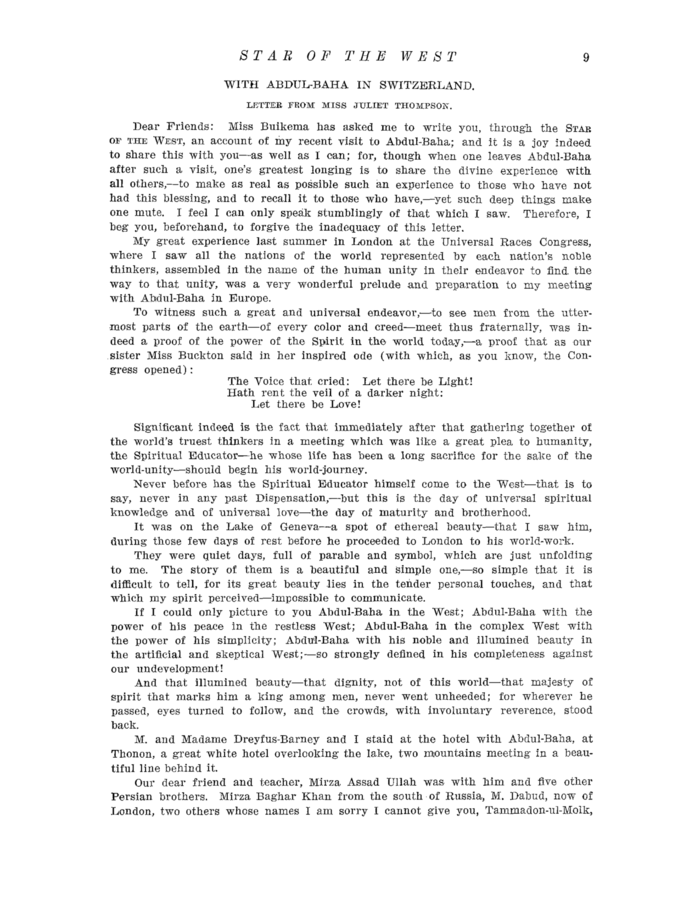 STAR OF THE WEST 9
WITH ABDUL-BAHA IN SWITZERLAND.
LETTER FROM MISS JULIET THOMPSON.
Dear Friends: Miss Buikema has asked me to write you, through the STAR
OF THE WEST, an account of my recent visit to Abdul-Baha; and it is a joy indeed
to share this with you—as well as I can; for, though when one leaves Abdul-Baha
after such a visit, one's greatest longing is to share the divine experience with
all others,—to make as real as possible such an experience to those who have not
had this blessing, and to recall it to those who have,—yet such deep things make
one mute. I feel I can only speak stumblingly of that which I saw. Therefore, I
beg you, beforehand, to forgive the inadequacy of this letter.
My great experience last summer in London at the Universal Races Congress,
where I saw all the nations of the world represented by each nation's noble
thinkers, assembled in the name of the human unity in their endeavor to find the
way to that unity, was a very wonderful prelude and preparation to my meeting
with Abdul-Baha in Europe.
To witness such a great and universal endeavor,—to see men from the utter-
most parts of the earth—of every color and creed—meet thus fraternally, was in-
deed a proof of the power of the Spirit in the world today,—a proof that as our
sister Miss Buckton said in her inspired ode (with which, as you know, the Con-
gress opened):
The Voice that cried: Let there be Light!
Hath rent the veil of a darker night:
Let there be Love!
Significant indeed is the fact that immediately after that gathering together of
the world's truest thinkers in a meeting which was like a great plea to humanity,
the Spiritual Educator—he whose life has been a long sacrifice for the sake of the
world-unity—should begin his world-journey.
Never before has the Spiritual Educator himself come to the West—that is to
say, never in any past Dispensation,—but this is the day of universal spiritual
knowledge and of universal love—the day of maturity and brotherhood.
It was on the Lake of Geneva—a spot of ethereal beauty—that I saw him,
during those few days of rest before he proceeded to London to his world-work.
They were quiet days, full of parable and symbol, which are just unfolding
to me. The story of them is a beautiful and simple one,—so simple that it is
difficult to tell, for its great beauty lies in the tender personal touches, and that
which my spirit perceived—impossible to communicate.
If I could only picture to you Abdul-Baha in the West; Abdul-Baha with the
power of his peace in the restless West; Abdul-Baha in the complex West with
the power of his simplicity; Abdul-Baha with his noble and illumined beauty in
the artificial and skeptical West;—so strongly defined in his completeness against
our undevelopment!
And that illumined beauty—that dignity, not of this world—that majesty of
spirit that marks him a king among men, never went unheeded; for wherever he
passed, eyes turned to follow, and the crowds, with involuntary reverence, stood
back.
M. and Madame Dreyfus-Barney and I staid at the hotel with Abdul-Baha, at
Thonon, a great white hotel overlooking the lake, two mountains meeting in a beau-
tiful line behind it.
Our dear friend and teacher, Mirza Assad Ullah was with him and five other
Persian brothers. Mirza Baghar Khan from the south of Russia, M. Dabud, now of
London, two others whose names I am sorry I cannot give you, Tammadon-ul-Molk,